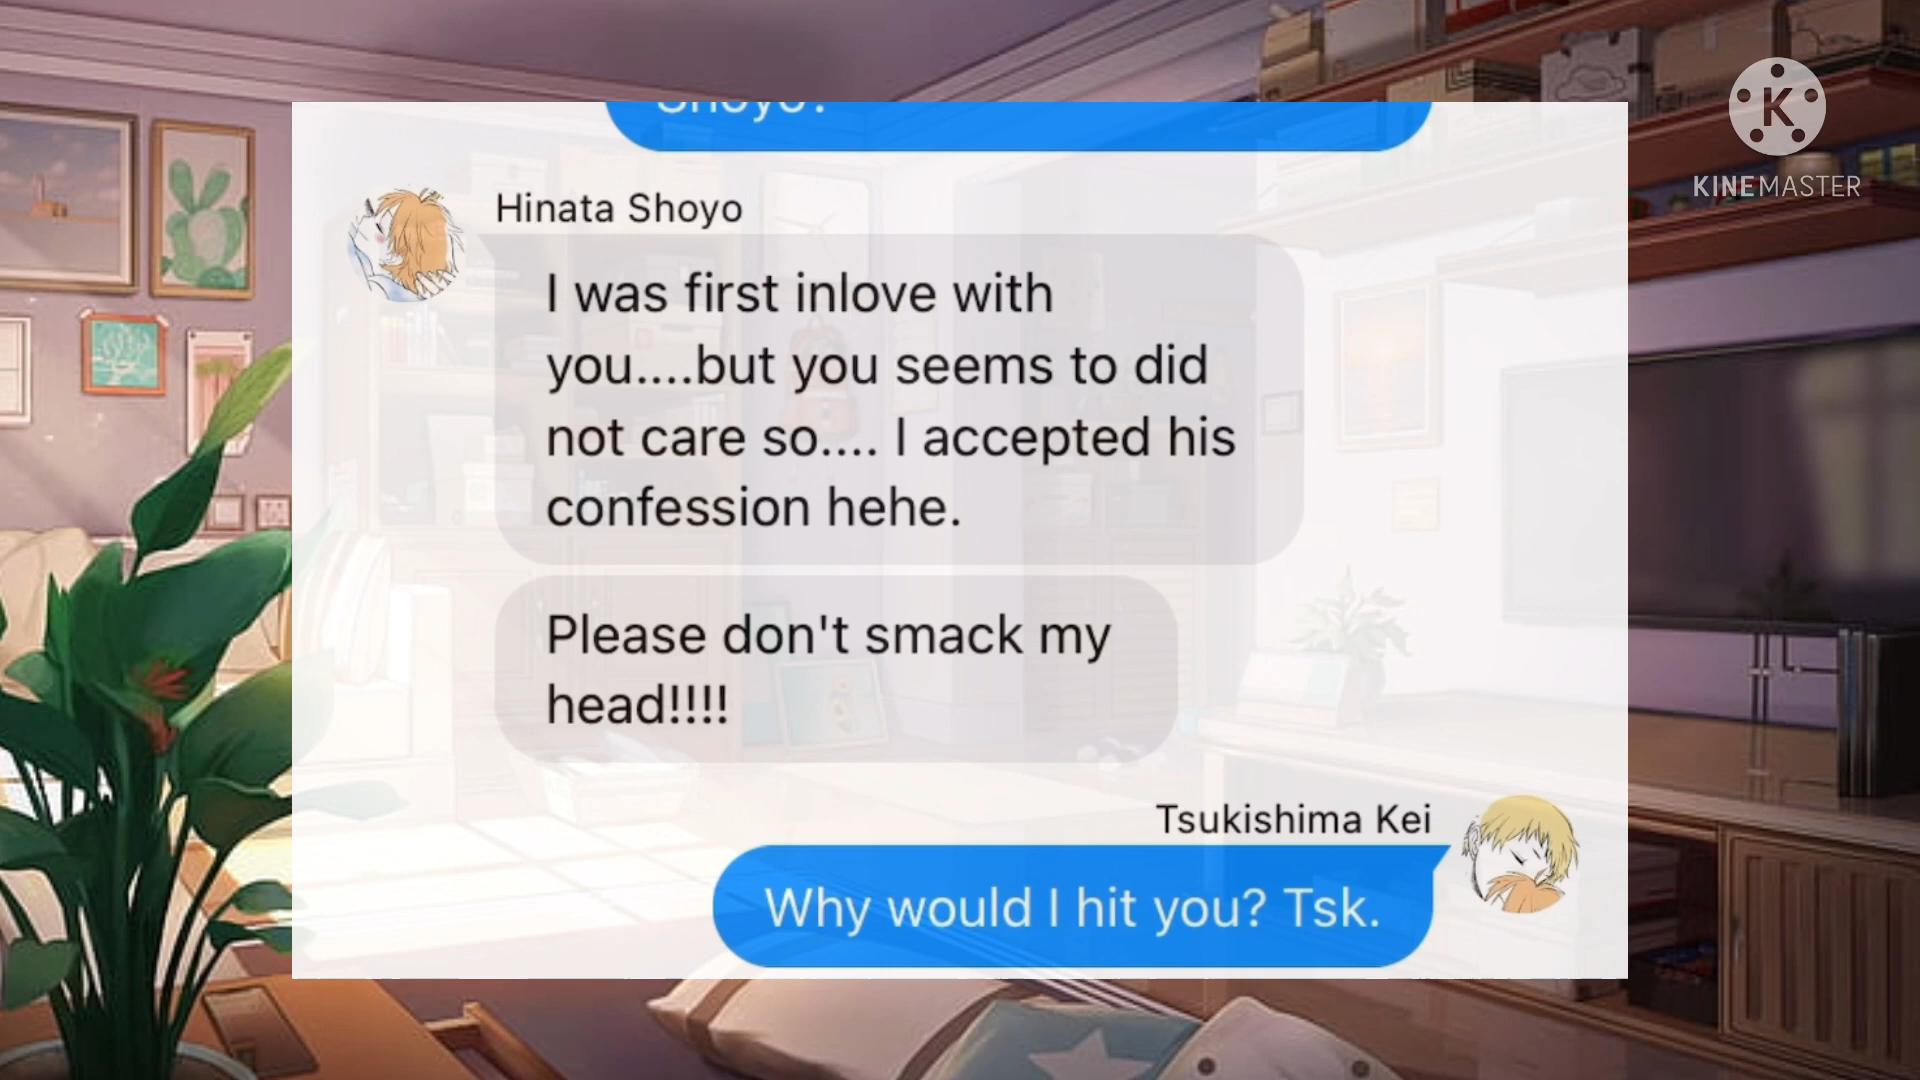 Shoyo?
Hinata Shoyo
I was first inlove with
you....but you seems to did
not care so.... I accepted his
confession hehe.
Please don't smack my
head!!!!
Tsukishima Kei
Why would I hit you? Tsk.
K
KINEMASTER